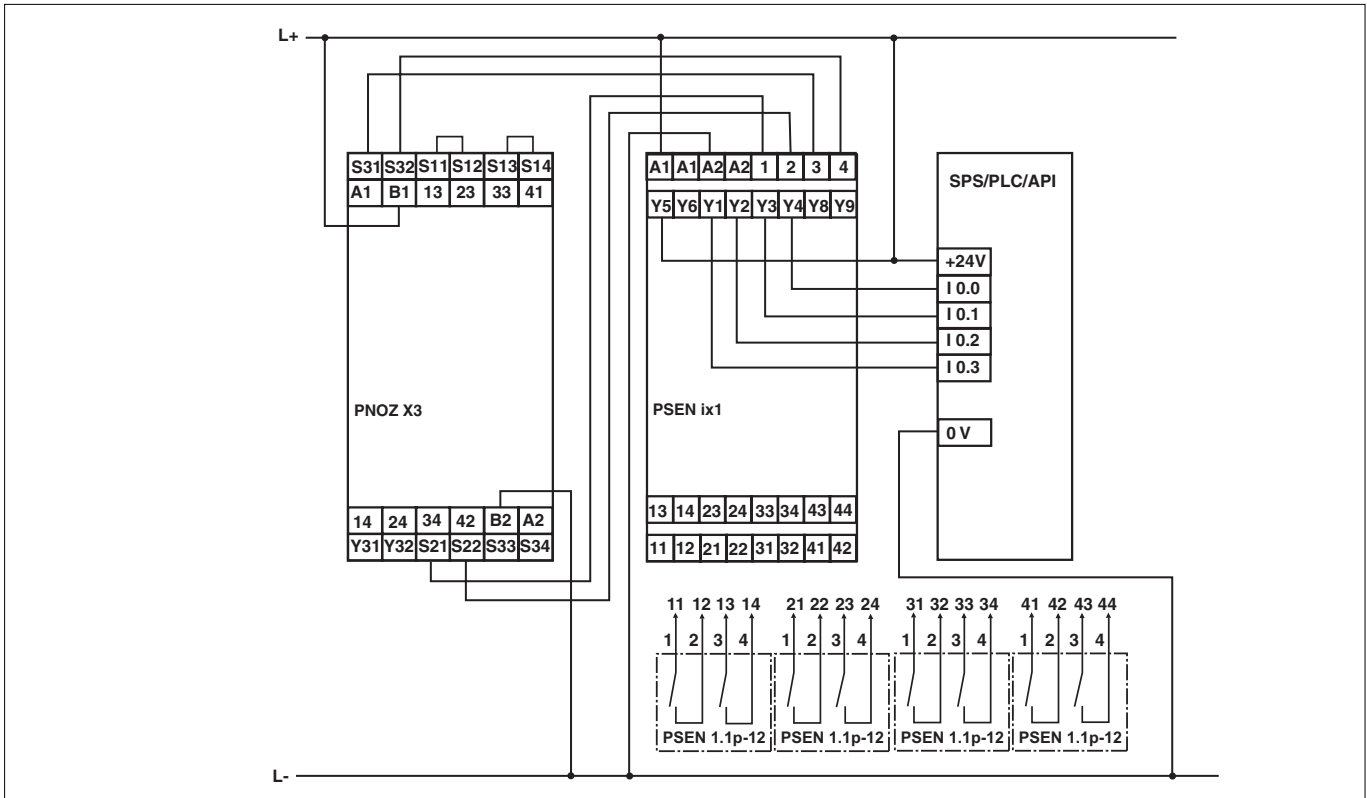 L+
S31 S32 S11 S12 S13 S14
A1 B1 13 23 33 41
PNOZ X3
14 24 34 42 B2 A2
Y31 Y32 S21 S22 S33 S34
A1 A1 A2 A2 1 2 3 4
Y5 Y6 Y1 Y2 Y3 Y4 Y8 Y9
PSEN ix1
13 14 23 24 33 34 43 44
11 12 21 22 31 32 41 42
SPS/PLC/API
+24V
I 0.0
I 0.1
I 0.2
I 0.3
0 V
11 12 13 14 21 22 23 24 31 32 33 34 41 42 43 44
1 2 3 4 1 2 3 4 1 2 3 4 1 2 3 4
PSEN 1.1p-12 PSEN 1.1p-12 PSEN 1.1p-12 PSEN 1.1p-12
L-